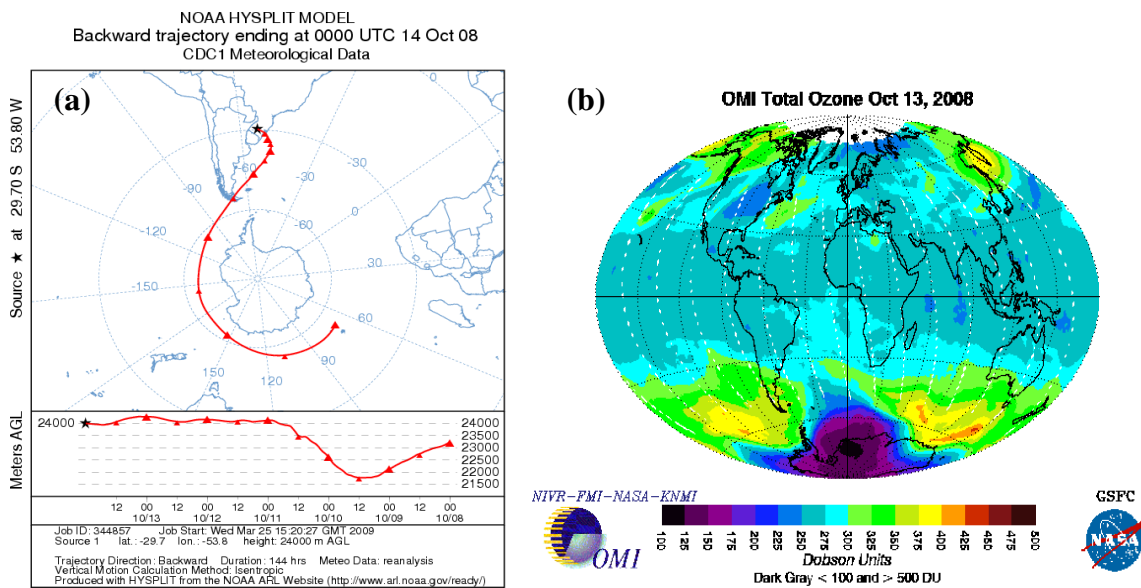 NOAA HYSPLIT MODEL
Backward trajectory ending at 0000 UTC 14 Oct 08
CDC1 Meteorological Data
(a)
Source ★ at 29.70 S 53.80 W
0
-30
-30
-60
-90
0
-60
-120
30
-150
60
150
90
120
Meters AGL
24000
24000
23500
23000
22500
22000
21500
12 00 12 00 12 00 12 00 12 00 12 00
10/13 10/12 10/11 10/10 10/09 10/08
Job ID: 344857 Job Start: Wed Mar 25 15:20:27 GMT 2009
Source 1 lat.: -29.7 lon.: -53.8 height: 24000 m AGL
Trajectory Direction: Backward Duration: 144 hrs Meteo Data: reanalysis
Vertical Motion Calculation Method: Isentropic
Produced with HYSPLIT from the NOAA ARL Website (http://www.arl.noaa.gov/ready/)
(b)
OMI Total Ozone Oct 13, 2008
NIVR-FMI-NASA-KNMI
OMI
GSFC
NASA
100 125 150 175 200 225 250 275 300 325 350 375 400 425 450 475 500
Dobson Units
Dark Gray < 100 and > 500 DU